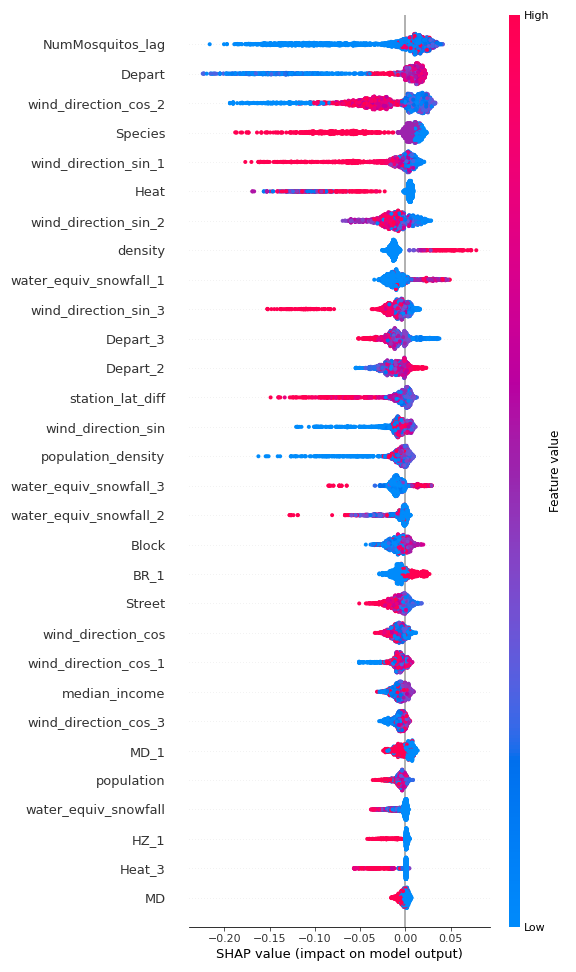 High
NumMosquitos_lag
Depart
wind_direction_cos_2
Species
wind_direction_sin_1
Heat
wind_direction_sin_2
density
water_equiv_snowfall_1
wind_direction_sin_3
Depart_3
Depart_2
station_lat_diff
wind_direction_sin
population_density
water_equiv_snowfall_3
water_equiv_snowfall_2
Block
BR_1
Street
wind_direction_cos
wind_direction_cos_1
median_income
wind_direction_cos_3
MD_1
population
water_equiv_snowfall
HZ_1
Heat_3
MD
Feature value
Low
−0.20 −0.15 −0.10 −0.05 0.00 0.05
SHAP value (impact on model output)